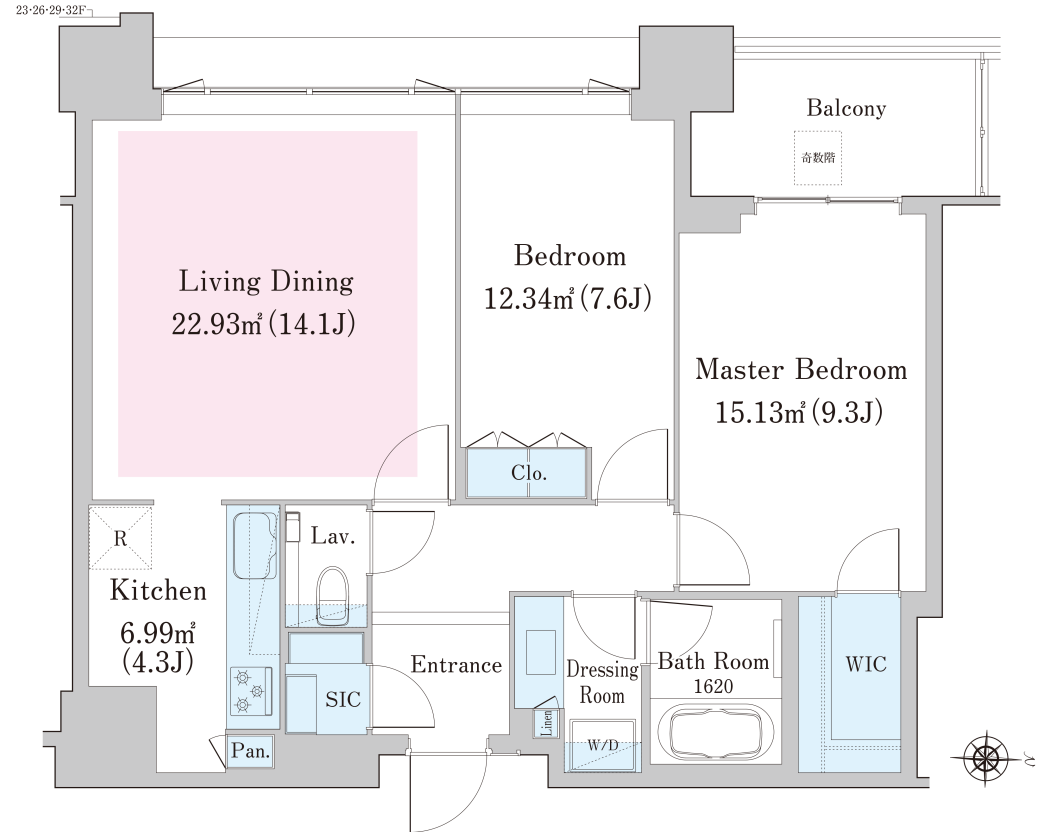 23·26·29·32F
Balcony
奇数階
Living Dining
22.93㎡(14.1J)
Bedroom
12.34㎡(7.6J)
Master Bedroom
15.13㎡(9.3J)
Clo.
R
Kitchen
6.99㎡
(4.3J)
Lav.
SIC
Pan.
Entrance
Dressing
Room
Linen
W/D
Bath Room
1620
WIC
N